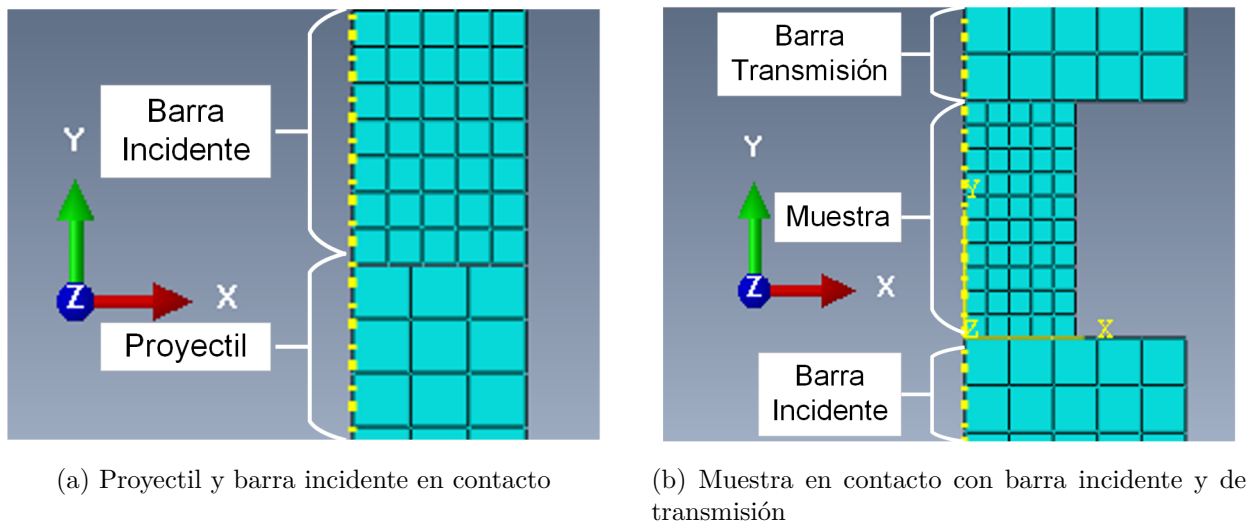 Barra
Incidente
Y
Z
X
Proyectil
(a) Proyectil y barra incidente en contacto
Barra
Transmisión
Y
Y
Muestra
Z
X
Z
X
Barra
Incidente
(b) Muestra en contacto con barra incidente y de
transmisión